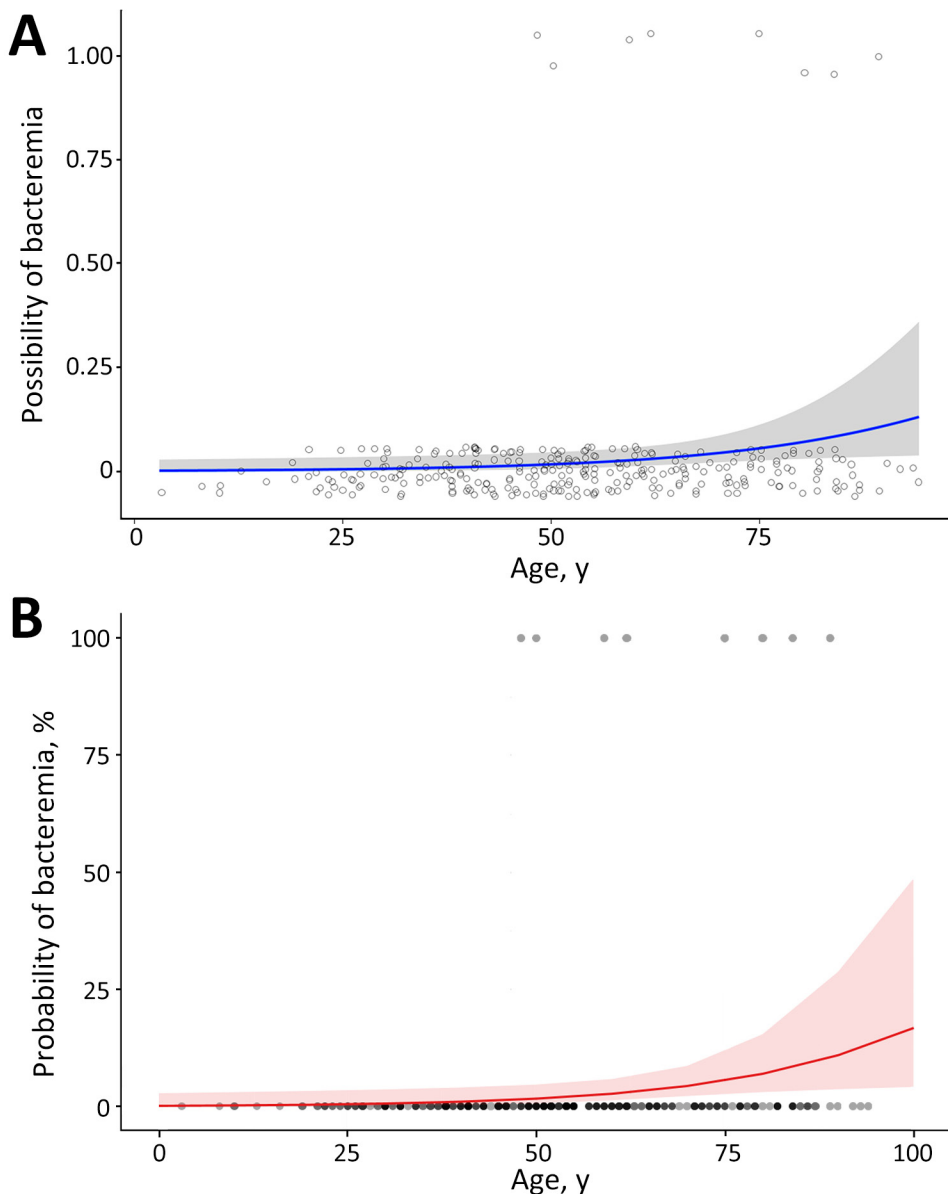 A
1.00
0.75
0.50
0.25
0
Possibility of bacteremia
0 25 50 75
Age, y
B
100
75
50
25
0
Probability of bacteremia, %
0 25 50 75 100
Age, y